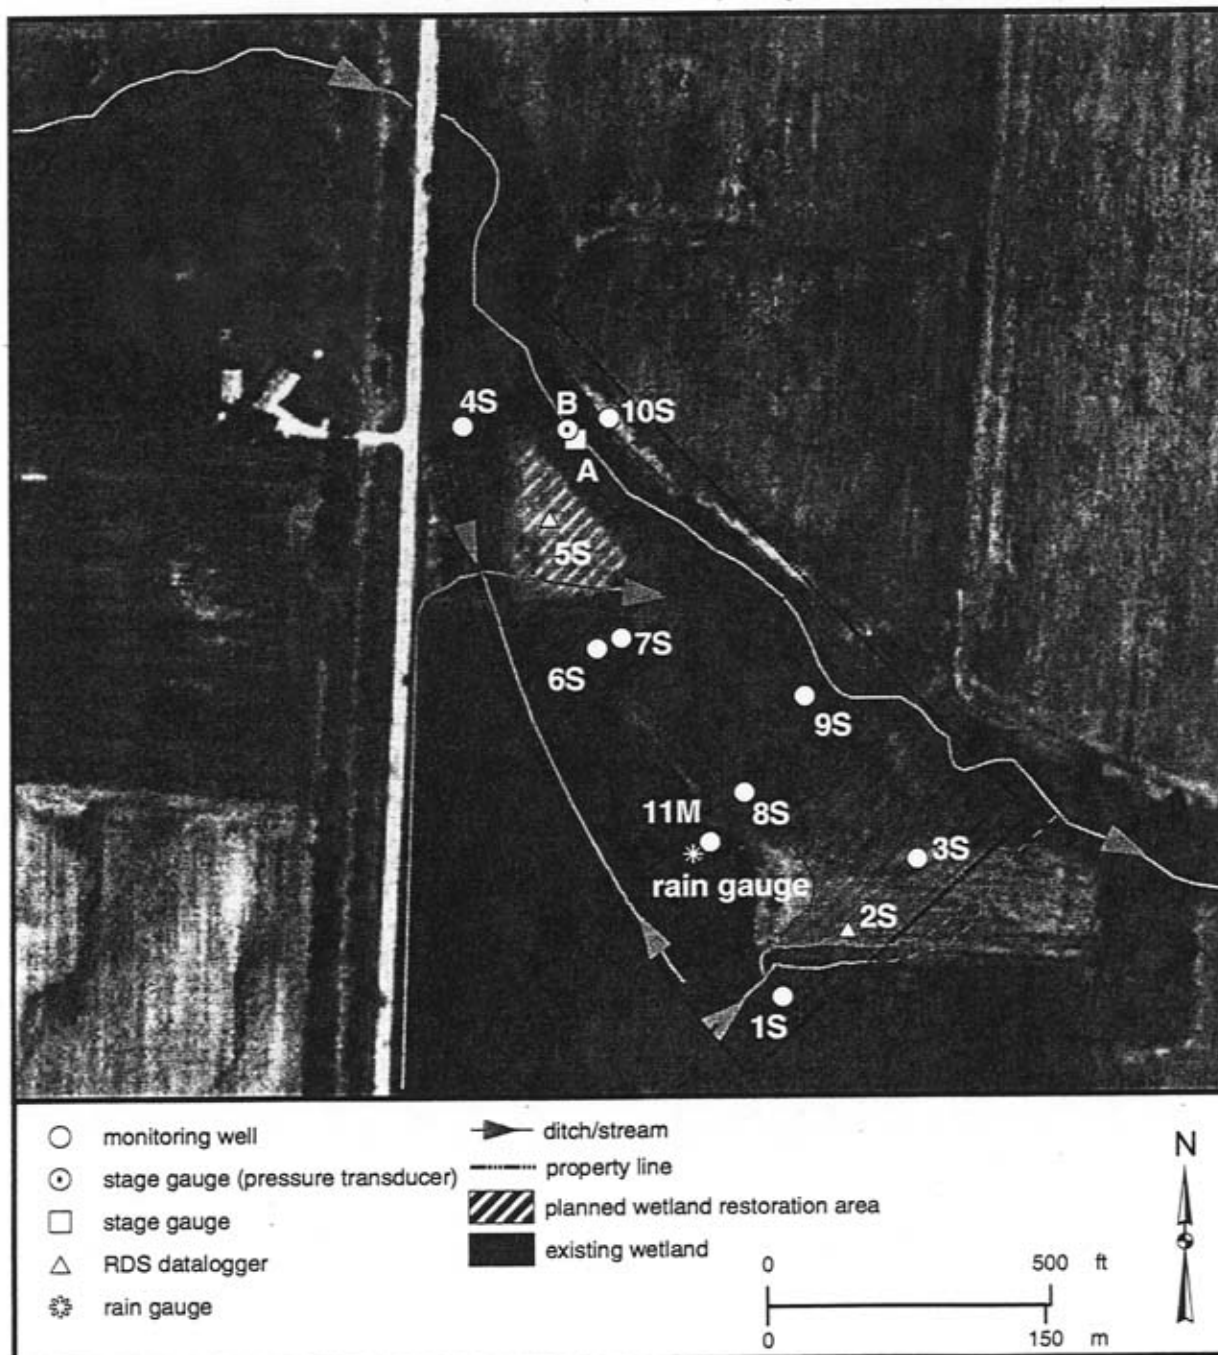 4S
B
10S
A
5S
7S
6S
9S
11M
8S
3S
rain gauge
2S
1S
monitoring well
stage gauge (pressure transducer)
stage gauge
RDS datalogger
rain gauge
ditch/stream
property line
planned wetland restoration area
existing wetland
N
0 500 ft
0 150 m